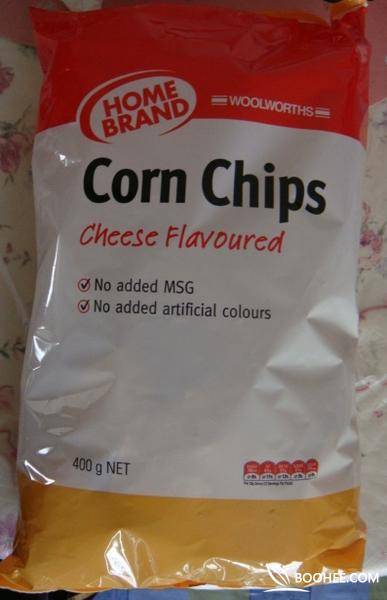 HOME
BRAND
WOOLWORTHS
Corn Chips
Cheese Flavoured
No added MSG
No added artificial colours
400 g NET
BOOHEE.COM